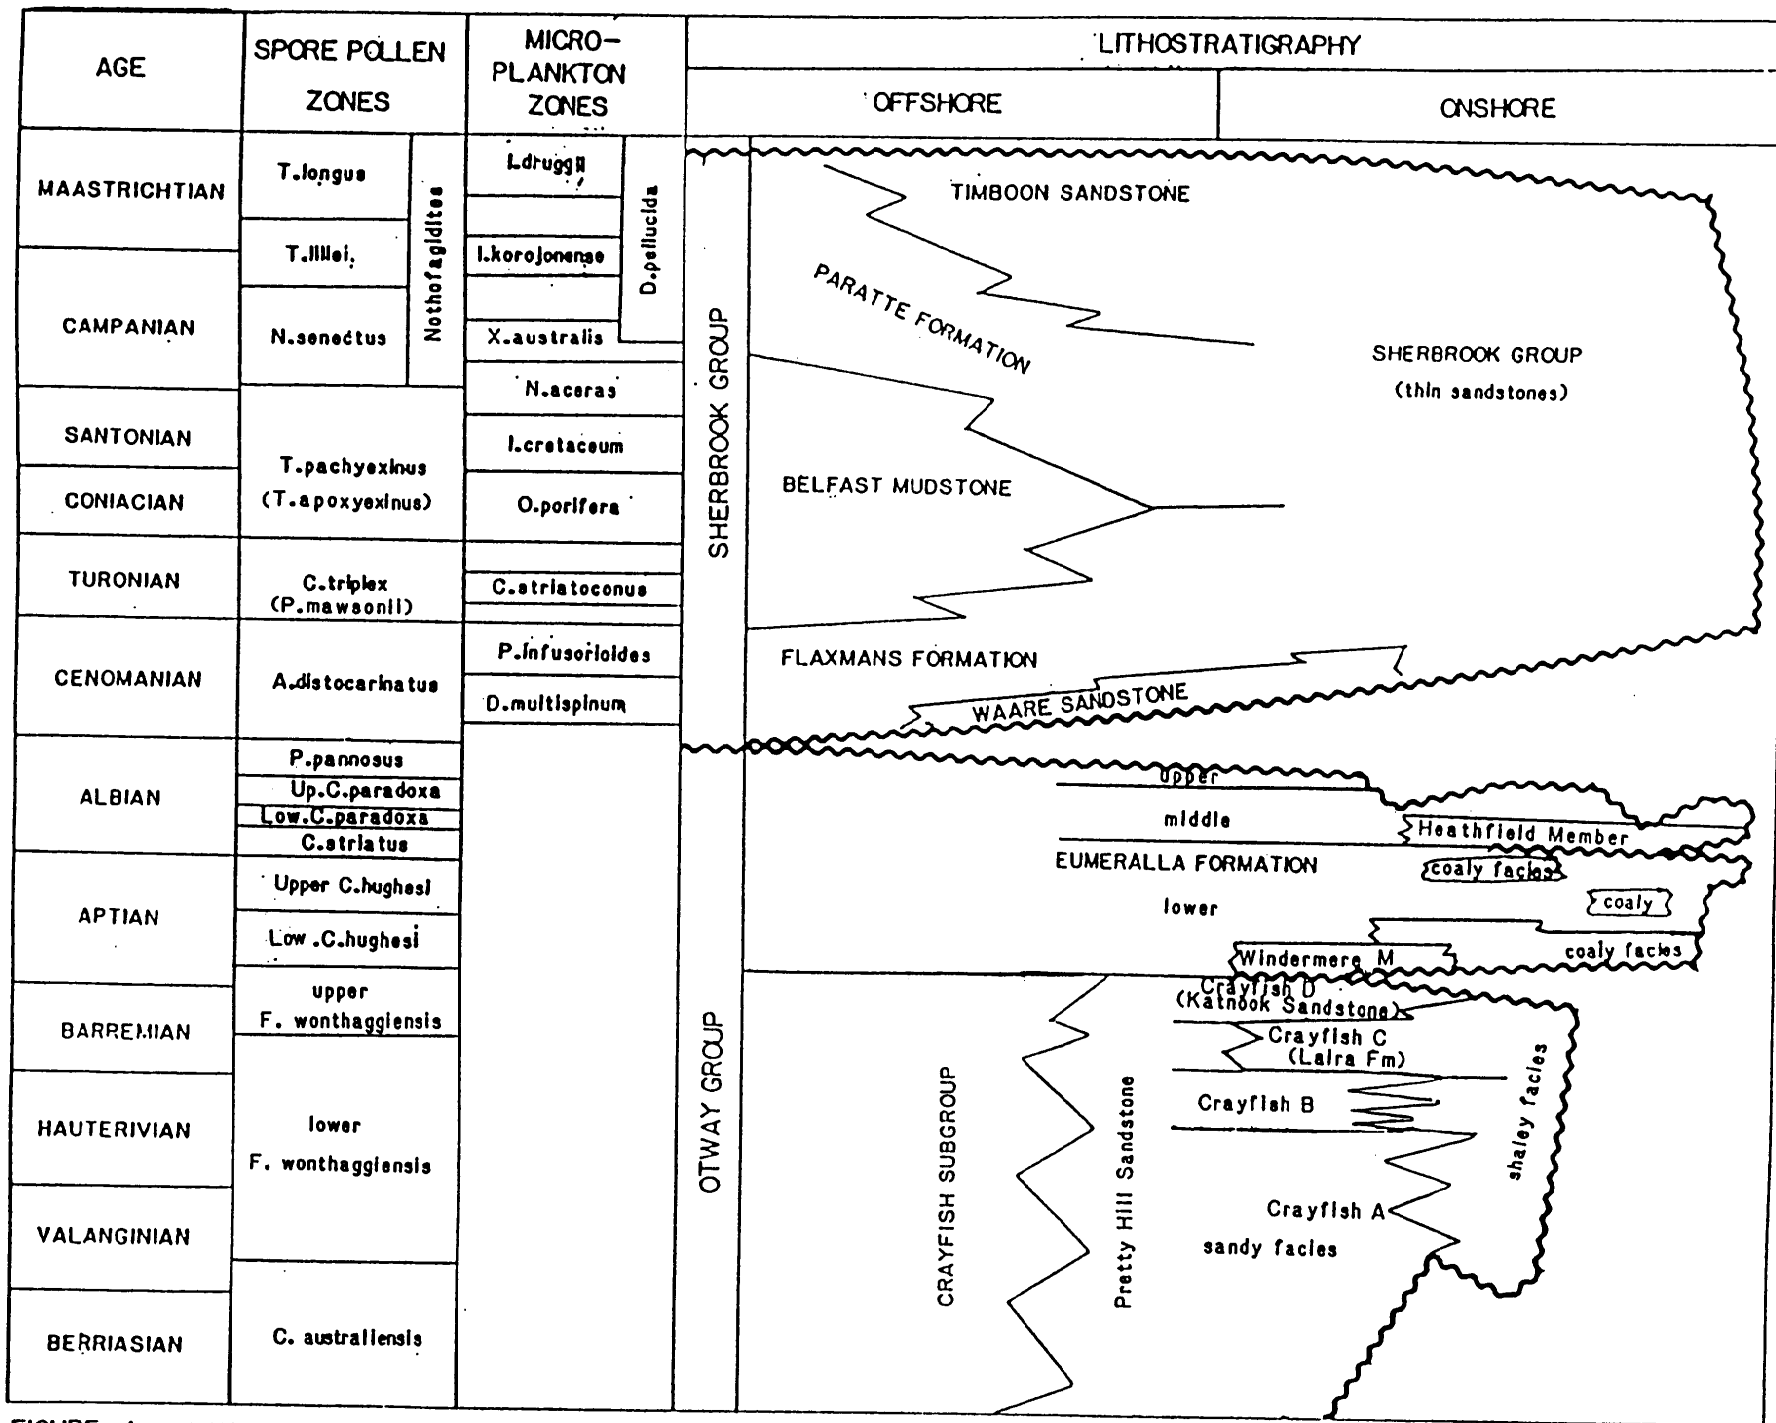 AGE
SPORE POLLEN
ZONES
MICRO-
PLANKTON
ZONES
LITHOSTRATIGRAPHY
OFFSHORE
ONSHORE
MAASTRICHTIAN
CAMPANIAN
SANTONIAN
CONIACIAN
TURONIAN
CENOMANIAN
ALBIAN
APTIAN
BARREMIAN
HAUTERIVIAN
VALANGINIAN
BERRIASIAN
T.longus
T.lillei.
N.senectus
Nothofagidites
T.pachyexinus
(T.apoxyexinus)
C.triplex
(P.mawsonii)
A.distocarinatus
P.pannosus
Up.C.paradoxa
Low.C.paradoxa
C.striatus
Upper C.hughesi
Low.C.hughesi
upper
F. wonthaggiensis
lower
F. wonthaggiensis
C. australiensis
I.korojonense
X.australis
D.pellucida
N.aceras
I.cretaceum
O.porifera
C.striatoconus
P.infusorioides
D.multispinum
SHERBROOK GROUP
OTWAY GROUP
TIMBOON SANDSTONE
PARATTE FORMATION
SHERBROOK GROUP
(thin sandstones)
BELFAST MUDSTONE
FLAXMANS FORMATION
WAARE SANDSTONE
upper
middle
Heathfield Member
EUMERALLA FORMATION
coaly facies
lower
coaly
Windermere M
coaly facies
Crayfish D
(Katnook Sandstone)
Crayfish C
(Laira Fm)
Crayfish B
shaley facies
CRAYFISH SUBGROUP
Pretty Hill Sandstone
Crayfish A
sandy facies